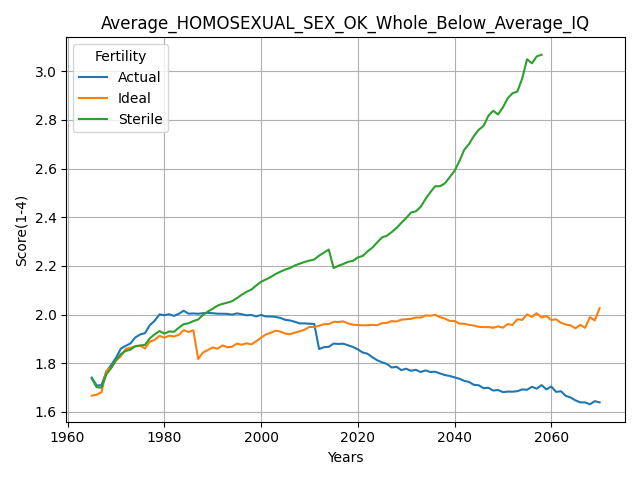 Average_HOMOSEXUAL_SEX_OK_Whole_Below_Average_IQ
Fertility
Actual
Ideal
Sterile
Score(1-4)
3.0
2.8
2.6
2.4
2.2
2.0
1.8
1.6
1960 1980 2000 2020 2040 2060
Years